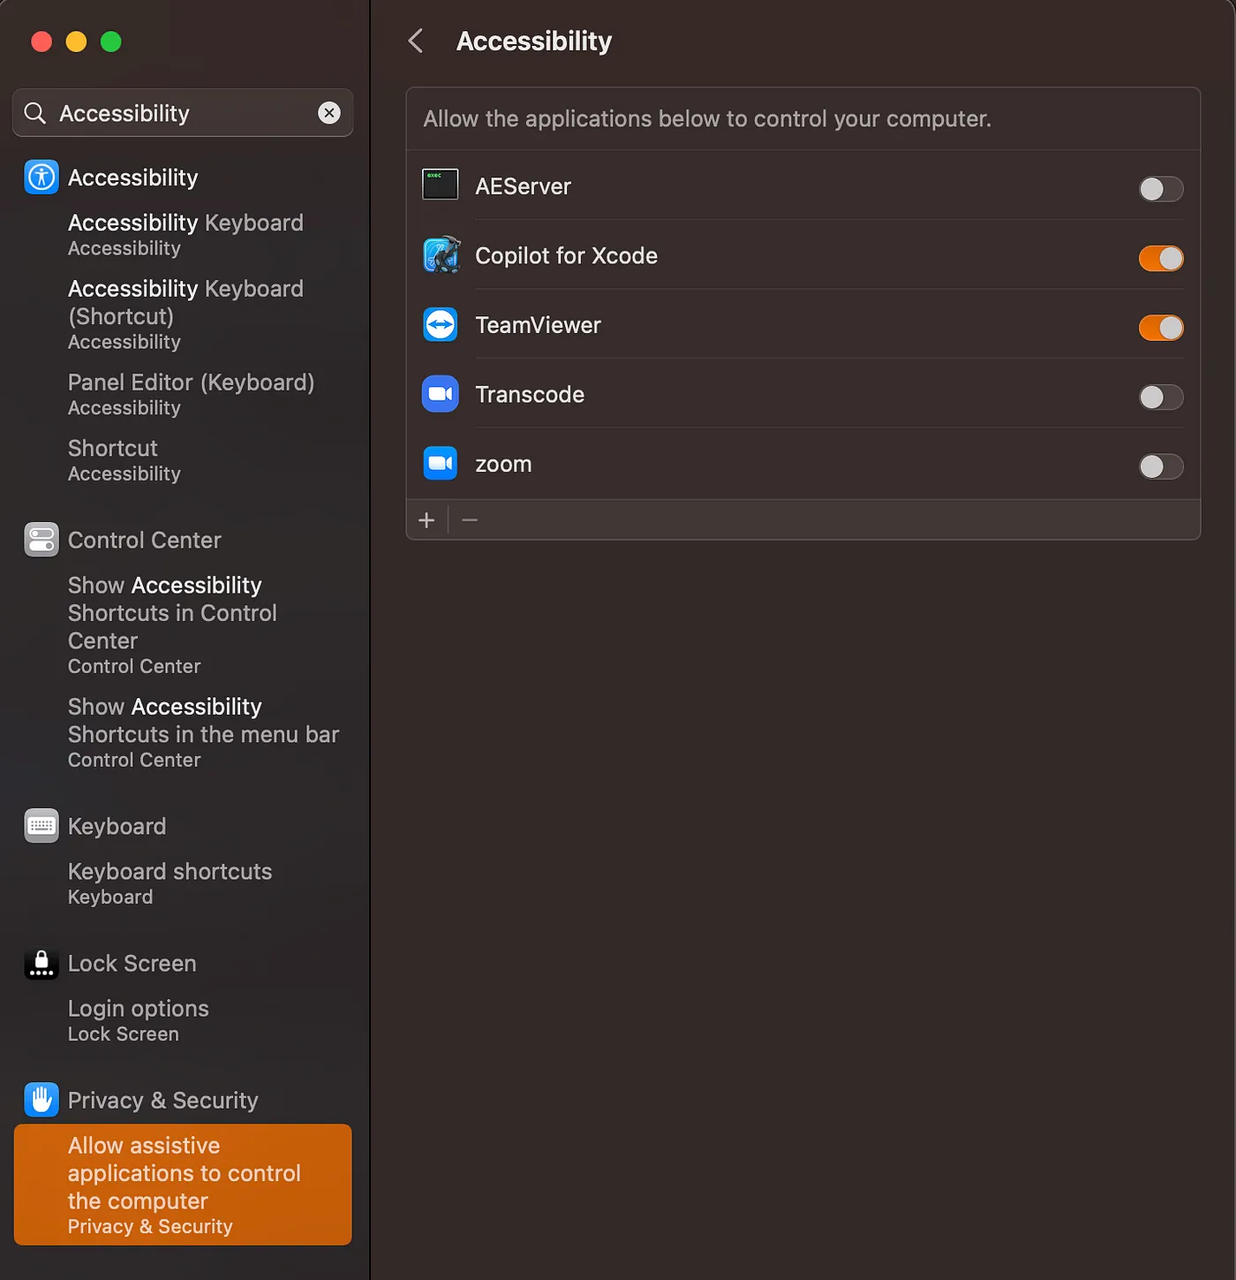 Accessibility
Accessibility
Accessibility Keyboard
Accessibility
Accessibility Keyboard
(Shortcut)
Accessibility
Panel Editor (Keyboard)
Accessibility
Shortcut
Accessibility
Control Center
Show Accessibility
Shortcuts in Control
Center
Control Center
Show Accessibility
Shortcuts in the menu bar
Control Center
Keyboard
Keyboard shortcuts
Keyboard
Lock Screen
Login options
Lock Screen
Privacy & Security
Allow assistive
applications to control
the computer
Privacy & Security
Accessibility
Allow the applications below to control your computer.
exec
AEServer
Copilot for Xcode
TeamViewer
Transcode
zoom